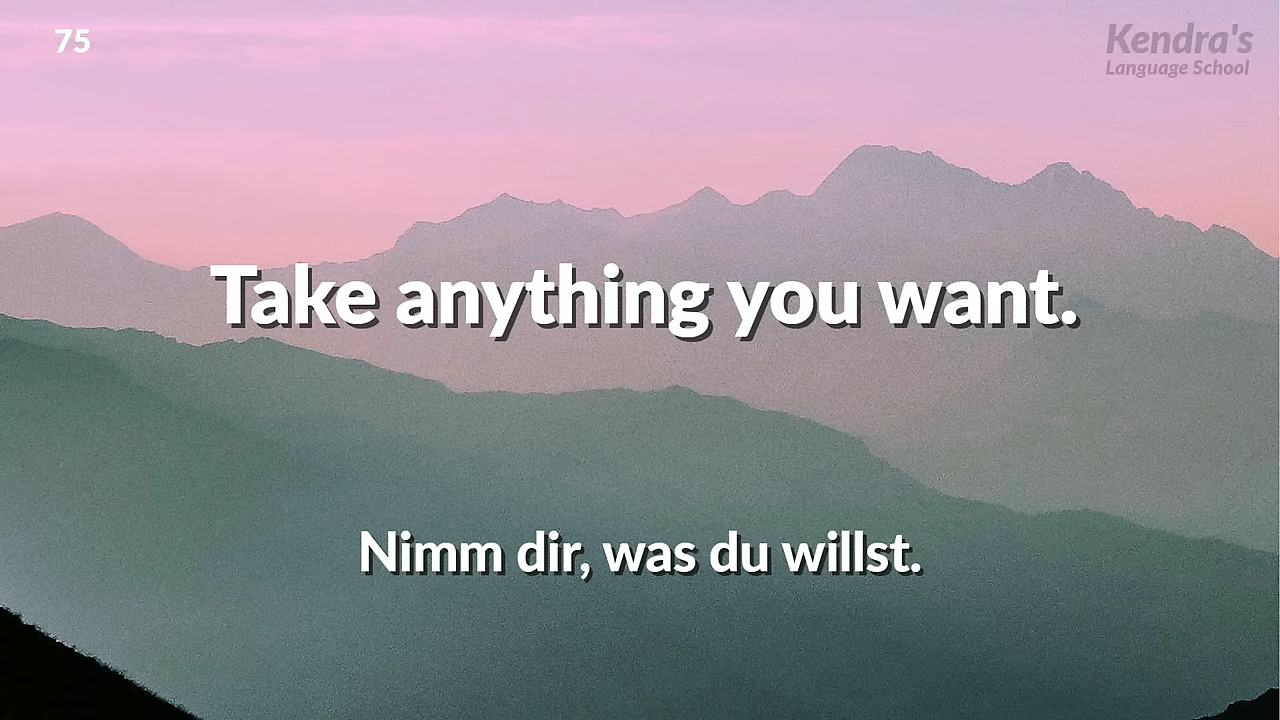 75
Kendra's
Language School
Take anything you want.
Nimm dir, was du willst.